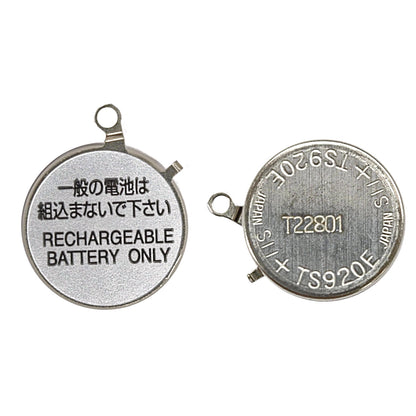 一般の電池は
組込まないで下さい
RECHARGEABLE
BATTERY ONLY
+TS920E
SII JAPAN
T22801
SII JAPAN
+ TS920E